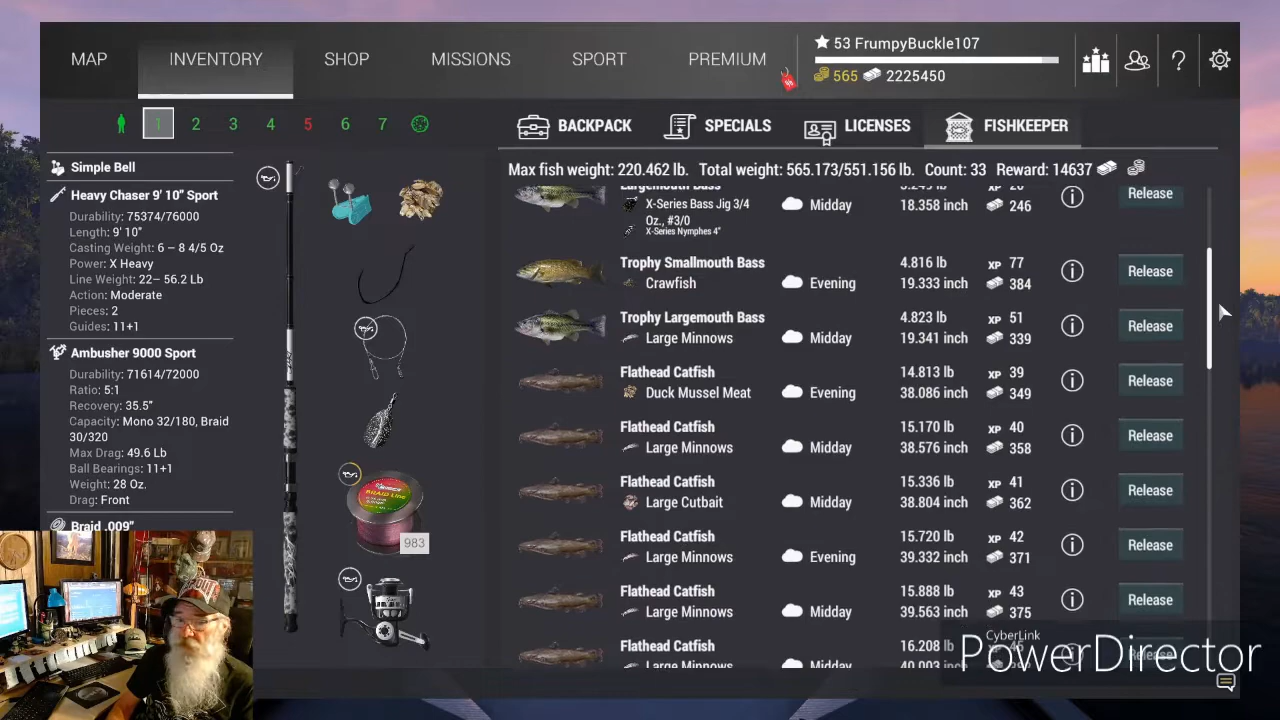 MAP INVENTORY SHOP MISSIONS SPORT PREMIUM
53 FrumpyBuckle107
565 2225450
1 2 3 4 5 6 7
BACKPACK SPECIALS LICENSES FISHKEEPER
Simple Bell
Heavy Chaser 9' 10" Sport
Durability: 75374/76000
Length: 9' 10"
Casting Weight: 6 – 8 4/5 Oz
Power: X Heavy
Line Weight: 22– 56.2 Lb
Action: Moderate
Pieces: 2
Guides: 11+1
Ambusher 9000 Sport
Durability: 71614/72000
Ratio: 5:1
Recovery: 35.5"
Capacity: Mono 32/180, Braid
30/320
Max Drag: 49.6 Lb
Ball Bearings: 11+1
Weight: 28 Oz.
Drag: Front
Braid .009"
BRAID LINE
983
Max fish weight: 220.462 lb. Total weight: 565.173/551.156 lb. Count: 33 Reward: 14637
Largemouth Bass
X-Series Bass Jig 3/4
Oz., #3/0
X-Series Nymphes 4"
Midday
18.358 inch
246
Release
Trophy Smallmouth Bass 4.816 lb XP 77
Crawfish Evening 19.333 inch 384
Release
Trophy Largemouth Bass 4.823 lb XP 51
Large Minnows Midday 19.341 inch 339
Release
Flathead Catfish 14.813 lb XP 39
Duck Mussel Meat Evening 38.086 inch 349
Release
Flathead Catfish 15.170 lb XP 40
Large Minnows Midday 38.576 inch 358
Release
Flathead Catfish 15.336 lb XP 41
Large Cutbait Midday 38.804 inch 362
Release
Flathead Catfish 15.720 lb XP 42
Large Minnows Evening 39.332 inch 371
Release
Flathead Catfish 15.888 lb XP 43
Large Minnows Midday 39.563 inch 375
Release
Flathead Catfish 16.208 lb
Large Minnows Midday 40.003 inch
CyberLink
PowerDirector